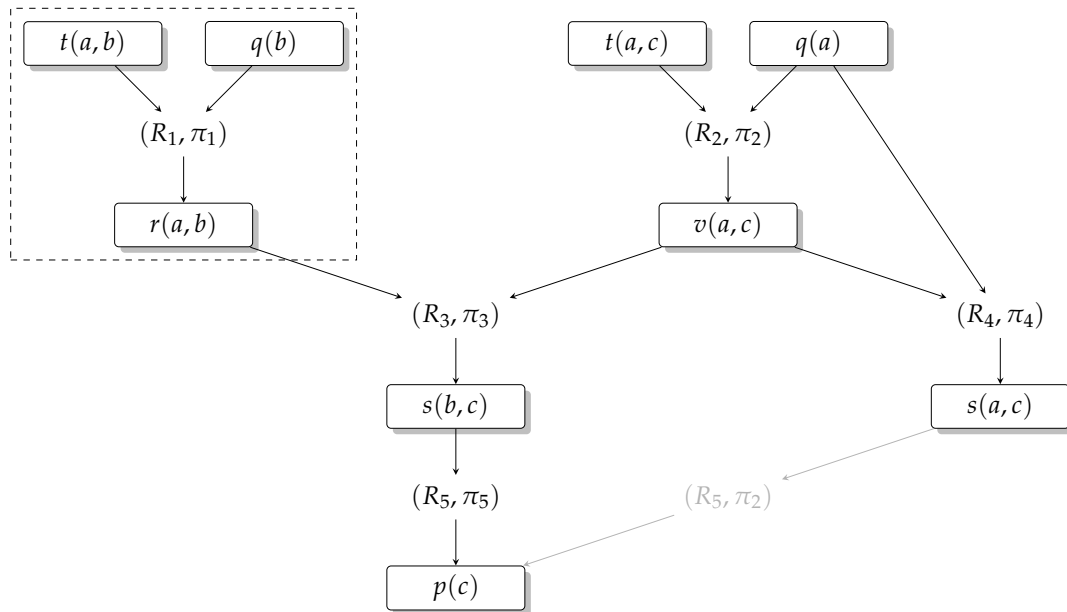 t(a, b) q(b) t(a, c) q(a)
(R₁, π₁) (R₂, π₂)
r(a, b) v(a, c)
(R₃, π₃) (R₄, π₄)
s(b, c) s(a, c)
(R₅, π₅) (R₅, π₂)
p(c)